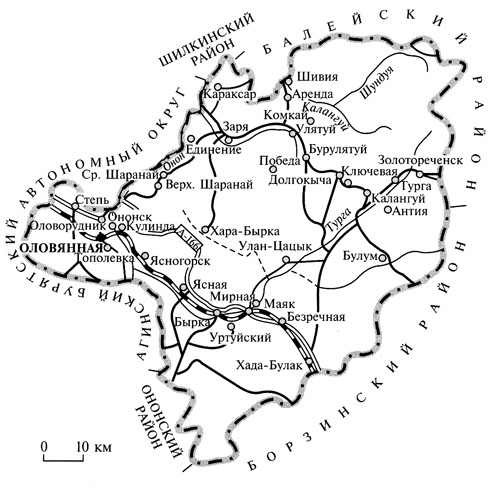 ШИЛКИНСКИЙ
РАЙОН
БАЛЕЙСКИЙ РАЙОН
АГИНСКИЙ БУРЯТСКИЙ АВТОНОМНЫЙ ОКРУГ
Шивия
Караксар
Аренда
Шундуя
Калангуй
Комкай
Заря
Улятуй
Единение
Бурулятуй
Онон
Победа
Золотореченск
Ср. Шаранай
Долгокыча
Ключевая
Турга
Верх. Шаранай
Калангуй
Степь
Антия
Ононск
Турга
Оловорудник
Кулинда
Хара-Бырка
А-166
ОЛОВЯННАЯ
Улан-Цацык
Тополевка
Ясногорск
Булум
Ясная
Мирная
Маяк
Бырка
Безречная
Уртуйский
Хада-Булак
ОНОНСКИЙ
РАЙОН
БОРЗИНСКИЙ РАЙОН
0 10 км